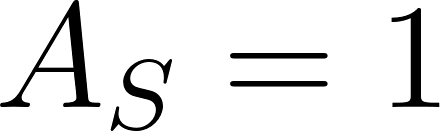 A_S = 1